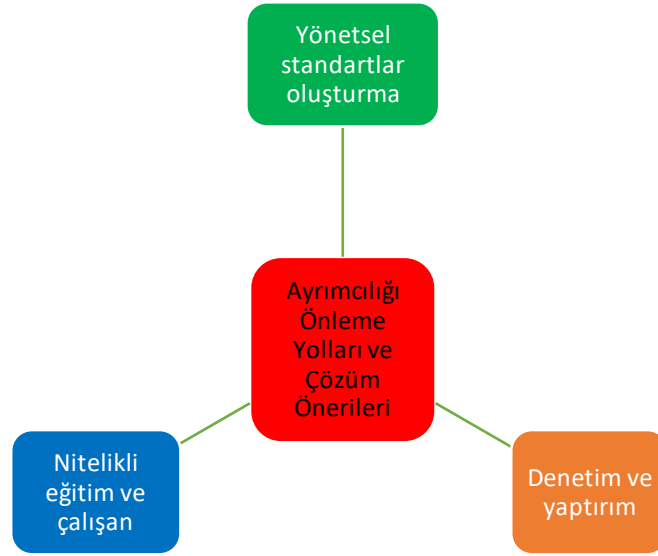 Yönetsel
standartlar
oluşturma
Ayrımcılığı
Önleme
Yolları ve
Çözüm
Önerileri
Nitelikli
eğitim ve
çalışan
Denetim ve
yaptırım